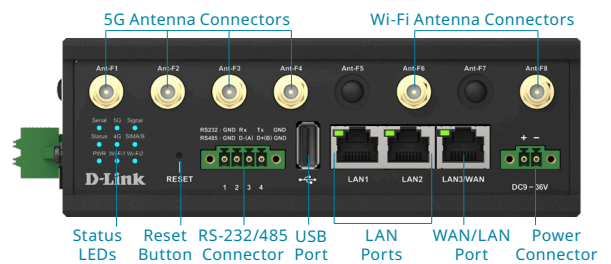 5G Antenna Connectors
Wi-Fi Antenna Connectors
Ant-F1 Ant-F2 Ant-F3 Ant-F4 Ant-F5 Ant-F6 Ant-F7 Ant-F8
Serial 5G Signal
Status 4G SIMA/B
PWR Wi-Fi1 Wi-Fi2
RS232 : GND Rx Tx GND
RS485 : GND D-(A) D+(B) GND
+ −
D-Link
RESET
1 2 3 4
LAN1
LAN2
LAN3/WAN
DC9 – 36V
Status
LEDs
Reset
Button
RS-232/485
Connector
USB
Port
LAN
Ports
WAN/LAN
Port
Power
Connector